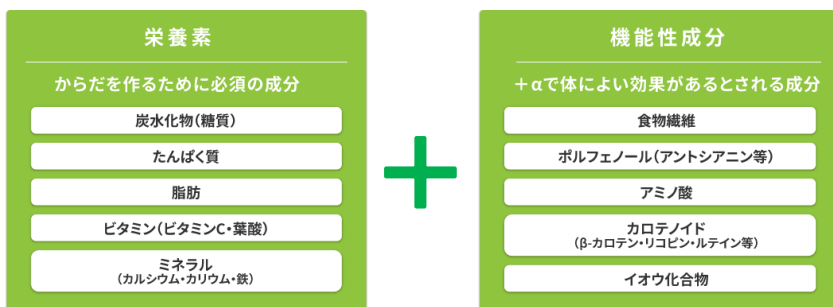 栄養素
からだを作るために必須の成分
炭水化物(糖質)
たんぱく質
脂肪
ビタミン(ビタミンC・葉酸)
ミネラル
(カルシウム・カリウム・鉄)
機能性成分
+αで体によい効果があるとされる成分
食物繊維
ポルフェノール(アントシアニン等)
アミノ酸
カロテノイド
(β-カロテン・リコピン・ルテイン等)
イオウ化合物